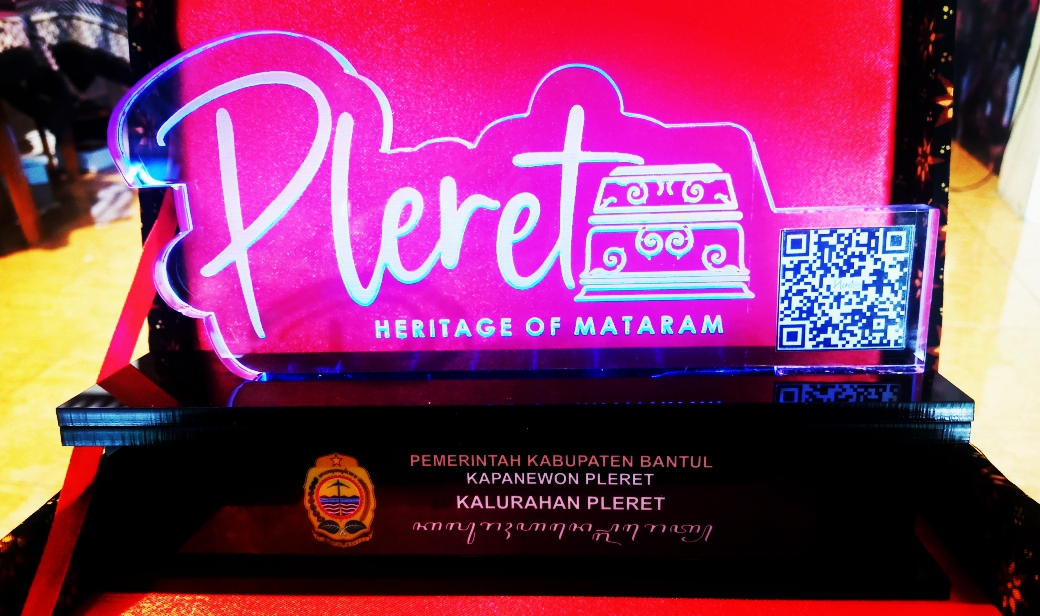 Pleret
HERITAGE OF MATARAM
PEMERINTAH KABUPATEN BANTUL
KAPANEWON PLERET
KALURAHAN PLERET